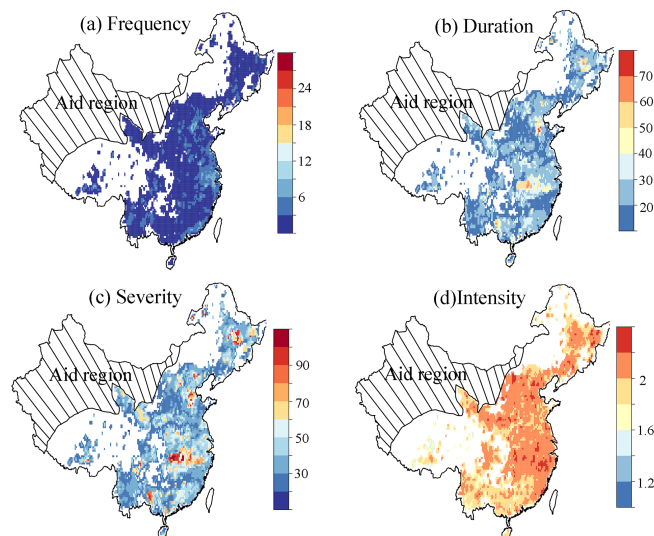 (a) Frequency
Aid region
24
18
12
6
(b) Duration
Aid region
70
60
50
40
30
20
(c) Severity
Aid region
90
70
50
30
(d)Intensity
Aid region
2
1.6
1.2